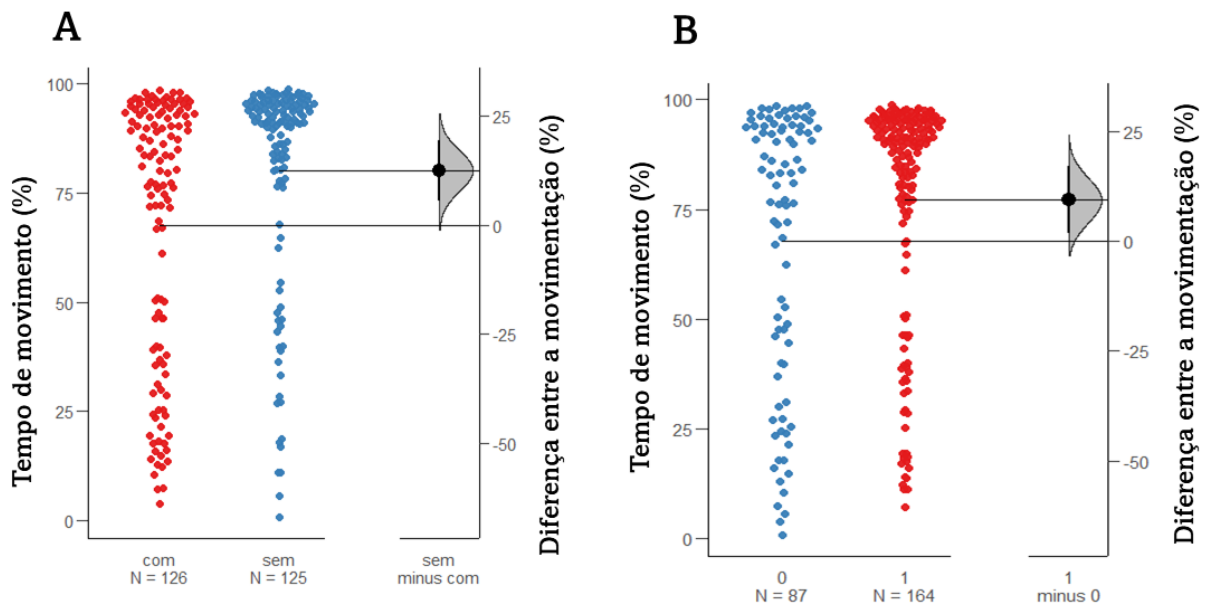 A
Tempo de movimento (%)
100
75
50
25
0
com
N = 126
sem
N = 125
sem
minus com
25
0
-25
-50
Diferença entre a movimentação (%)
B
Tempo de movimento (%)
100
75
50
25
0
0
N = 87
1
N = 164
1
minus 0
25
0
-25
-50
Diferença entre a movimentação (%)